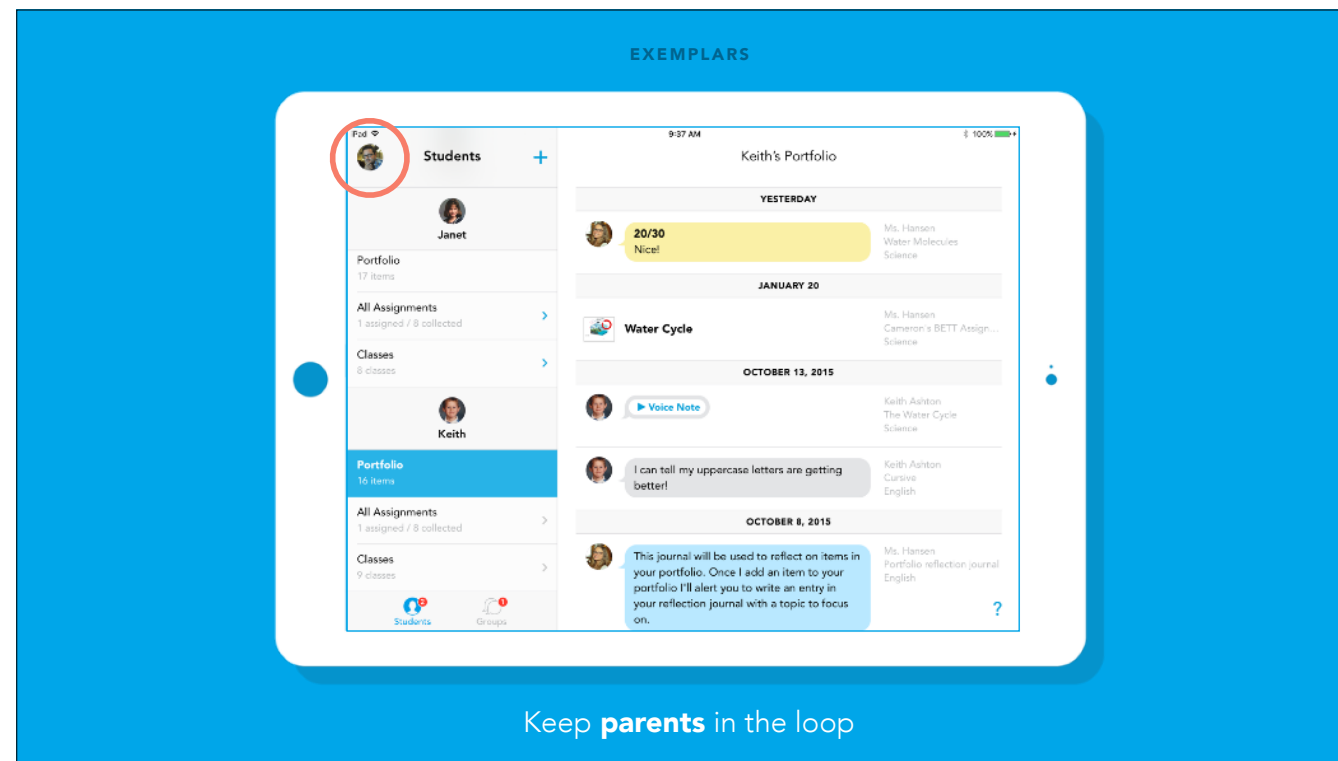 EXEMPLARS
iPad
9:37 AM
100%
Students
+
Keith's Portfolio
Janet
Portfolio
17 items
All Assignments
1 assigned / 8 collected
Classes
8 classes
Keith
Portfolio
16 items
All Assignments
1 assigned / 8 collected
Classes
9 classes
2
Students
1
Groups
YESTERDAY
20/30
Nice!
Ms. Hansen
Water Molecules
Science
JANUARY 20
Water Cycle
Ms. Hansen
Cameron's BETT Assign...
Science
OCTOBER 13, 2015
Voice Note
Keith Ashton
The Water Cycle
Science
I can tell my uppercase letters are getting
better!
Keith Ashton
Cursive
English
OCTOBER 8, 2015
This journal will be used to reflect on items in
your portfolio. Once I add an item to your
portfolio I'll alert you to write an entry in
your reflection journal with a topic to focus
on.
Ms. Hansen
Portfolio reflection journal
English
?
Keep parents in the loop